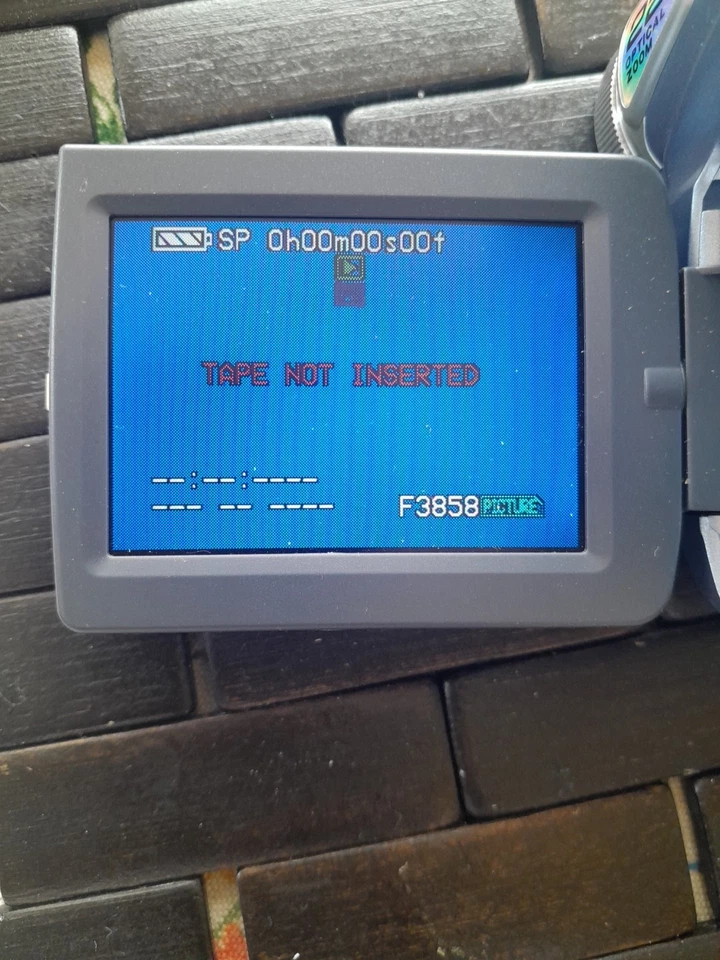 OPTICAL
ZOOM
SP 0h00m00s00f
TAPE NOT INSERTED
--:--:----
--- -- ----
F3858 PICTURE